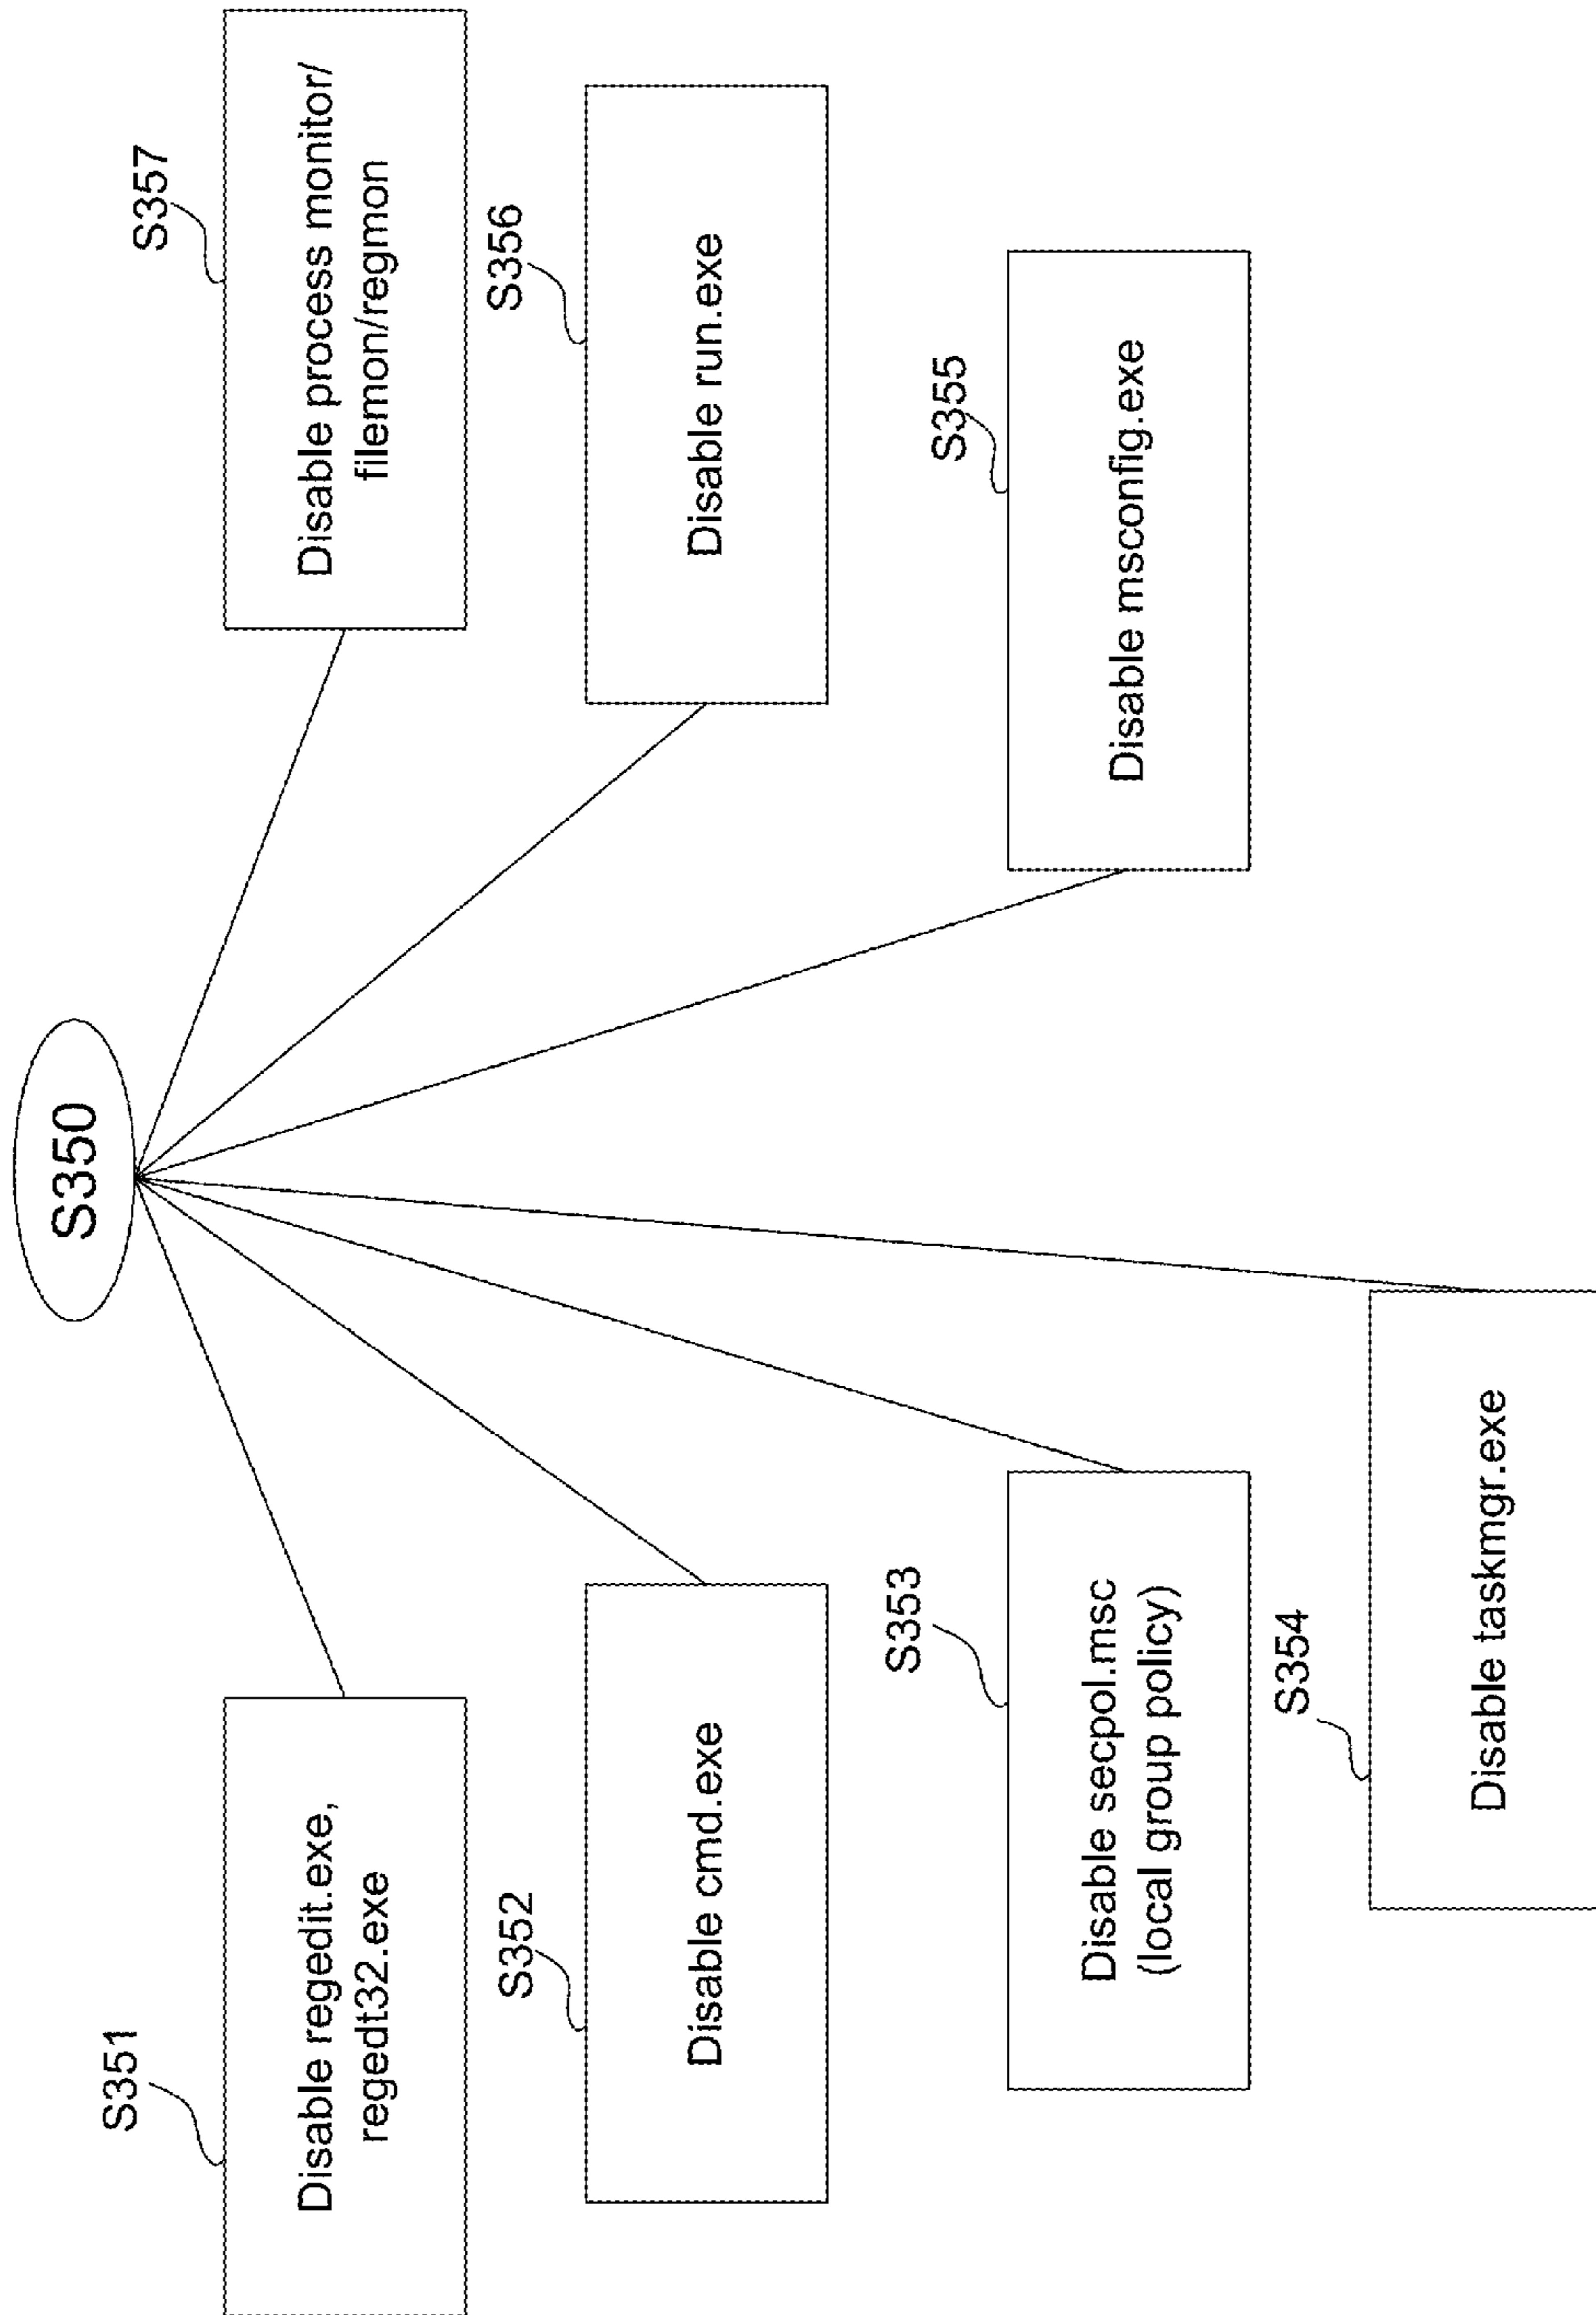 S350
S351
Disable regedit.exe,
regedt32.exe
S352
Disable cmd.exe
S353
Disable secpol.msc
(local group policy)
S354
Disable taskmgr.exe
S355
Disable msconfig.exe
S356
Disable run.exe
S357
Disable process monitor/
filemon/regmon